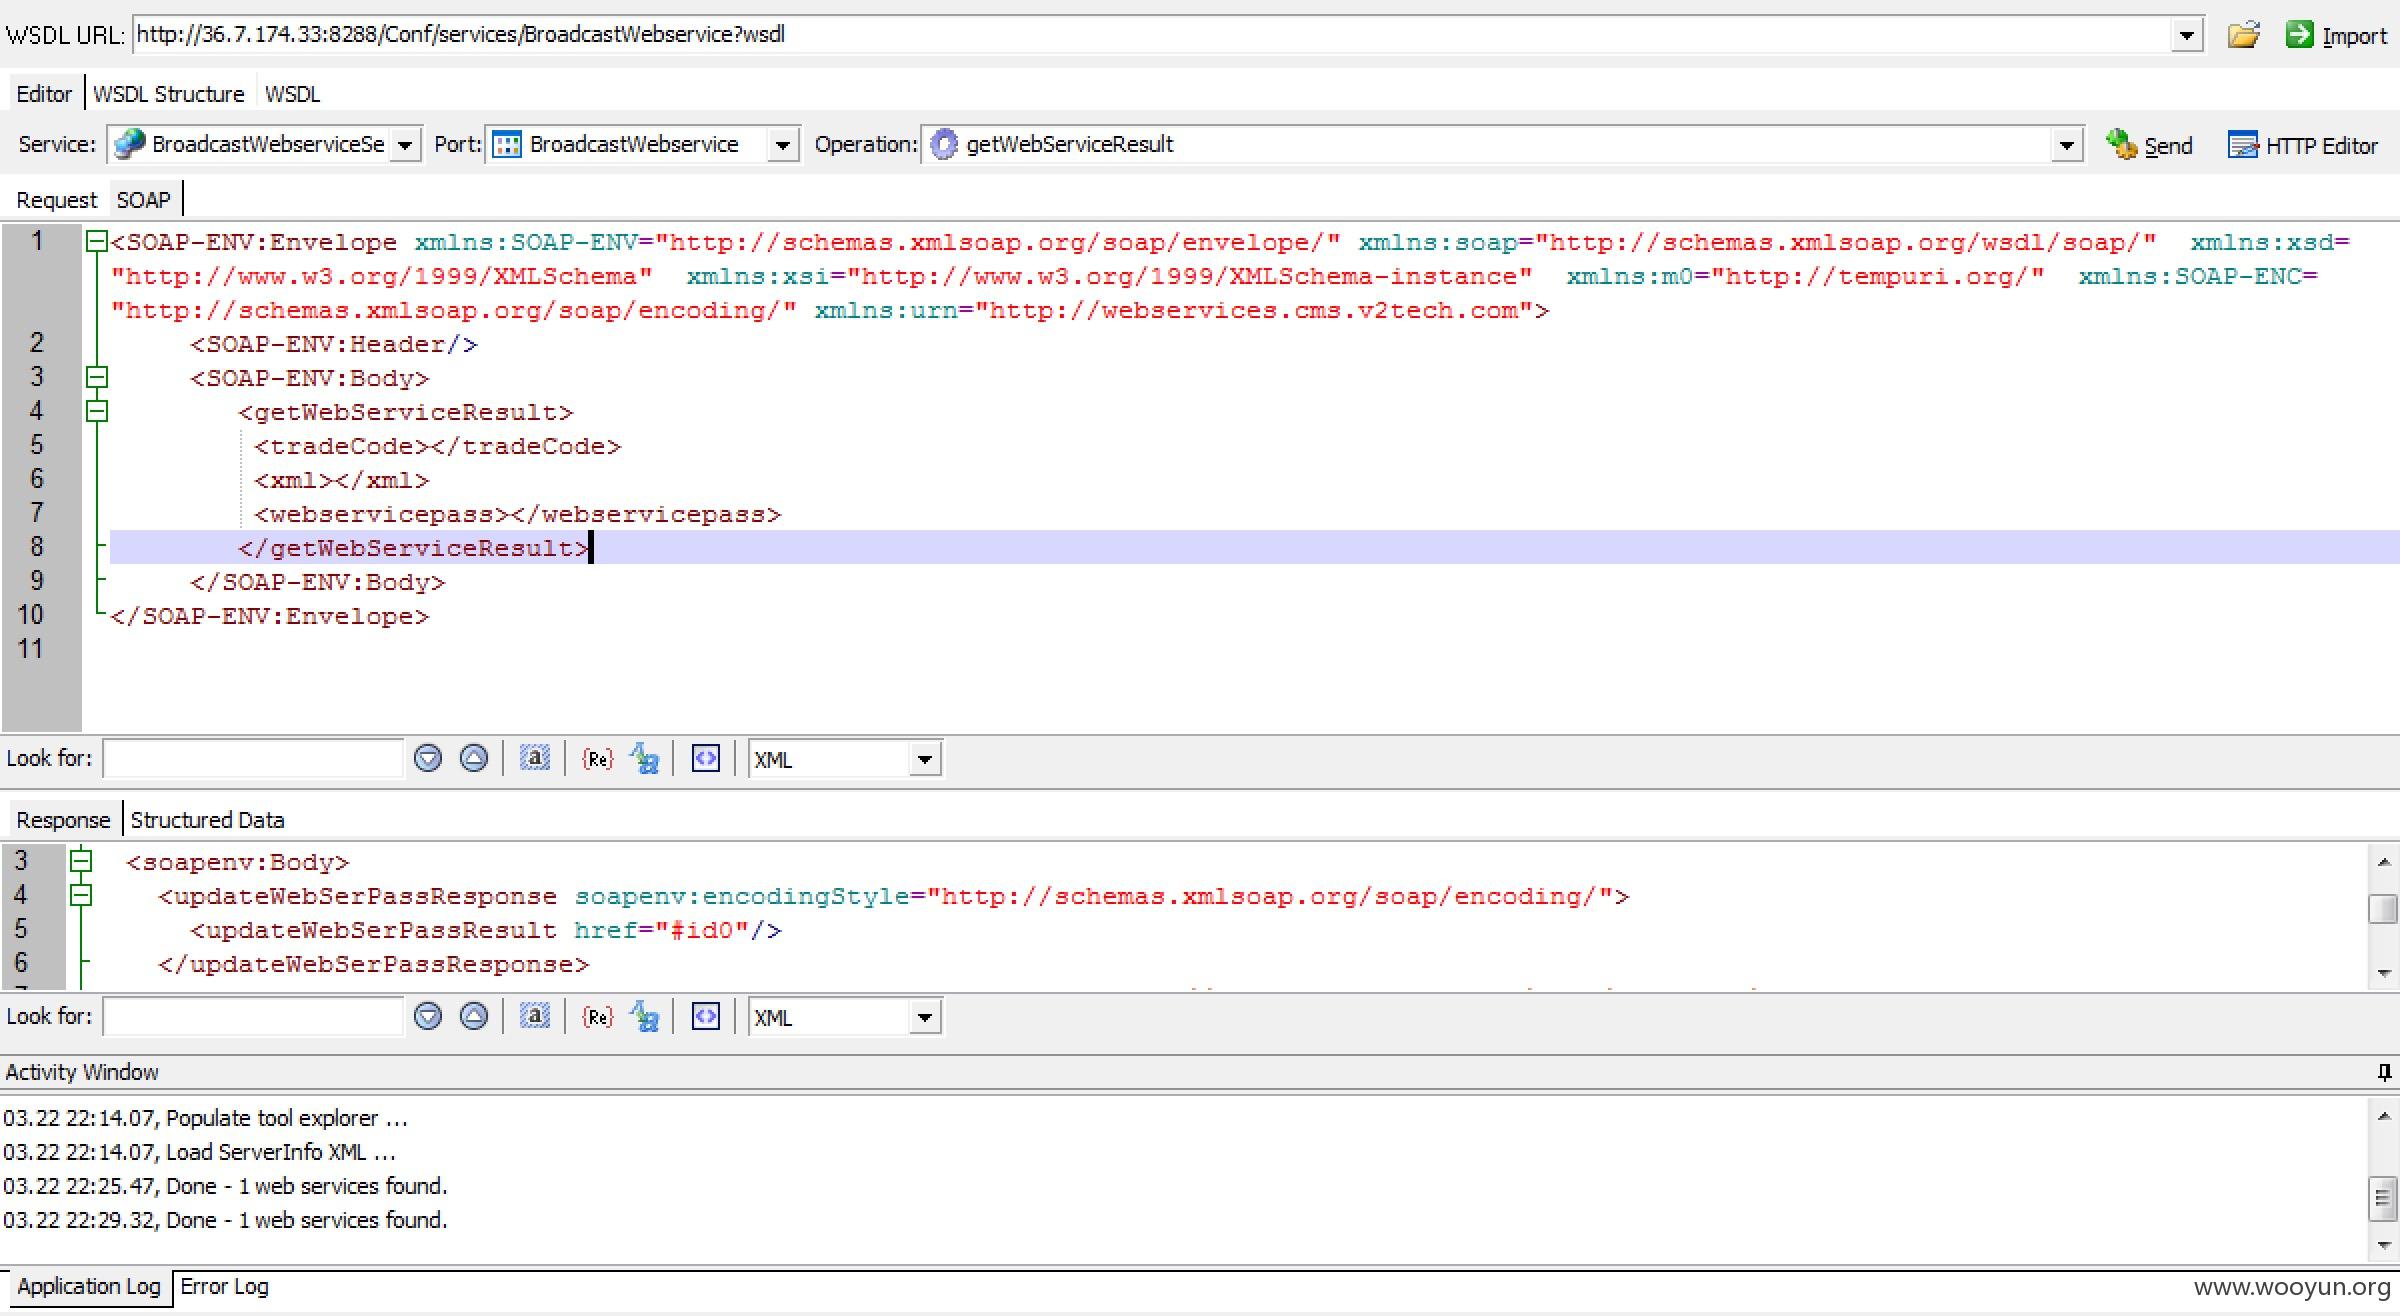 WSDL URL: http://36.7.174.33:8288/Conf/services/BroadcastWebservice?wsdl Import
Editor WSDL Structure WSDL
Service: BroadcastWebserviceSe Port: BroadcastWebservice Operation: getWebServiceResult Send HTTP Editor
Request SOAP
1 <SOAP-ENV:Envelope xmlns:SOAP-ENV="http://schemas.xmlsoap.org/soap/envelope/" xmlns:soap="http://schemas.xmlsoap.org/wsdl/soap/" xmlns:xsd=
"http://www.w3.org/1999/XMLSchema" xmlns:xsi="http://www.w3.org/1999/XMLSchema-instance" xmlns:m0="http://tempuri.org/" xmlns:SOAP-ENC=
"http://schemas.xmlsoap.org/soap/encoding/" xmlns:urn="http://webservices.cms.v2tech.com">
2 <SOAP-ENV:Header/>
3 <SOAP-ENV:Body>
4 <getWebServiceResult>
5 <tradeCode></tradeCode>
6 <xml></xml>
7 <webservicepass></webservicepass>
8 </getWebServiceResult>
9 </SOAP-ENV:Body>
10 </SOAP-ENV:Envelope>
11
Look for: a {Re} XML
Response Structured Data
3 <soapenv:Body>
4 <updateWebSerPassResponse soapenv:encodingStyle="http://schemas.xmlsoap.org/soap/encoding/">
5 <updateWebSerPassResult href="#id0"/>
6 </updateWebSerPassResponse>
Look for: a {Re} XML
Activity Window
03.22 22:14.07, Populate tool explorer ...
03.22 22:14.07, Load ServerInfo XML ...
03.22 22:25.47, Done - 1 web services found.
03.22 22:29.32, Done - 1 web services found.
Application Log Error Log
www.wooyun.org